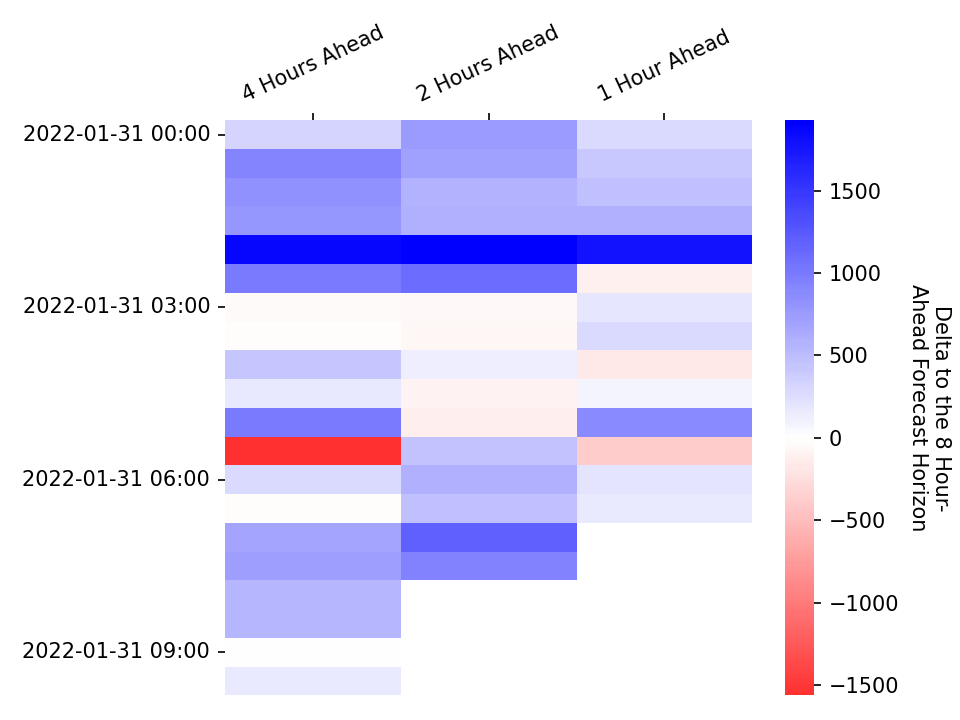 4 Hours Ahead
2 Hours Ahead
1 Hour Ahead
2022-01-31 00:00
2022-01-31 03:00
2022-01-31 06:00
2022-01-31 09:00
1500
1000
500
0
−500
−1000
−1500
Delta to the 8 Hour-
Ahead Forecast Horizon